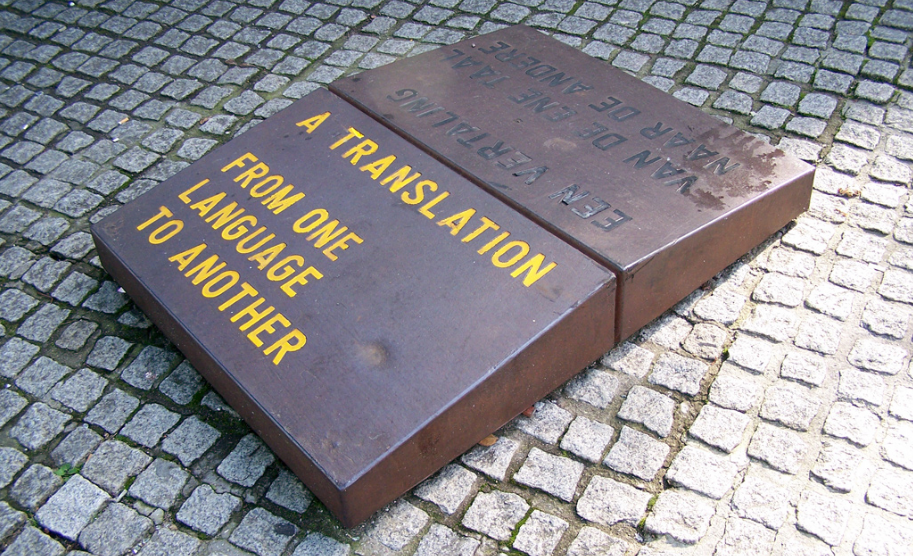 A TRANSLATION
FROM ONE
LANGUAGE
TO ANOTHER
EEN VERTALING
VAN DE ENE TAAL
NAAR DE ANDERE